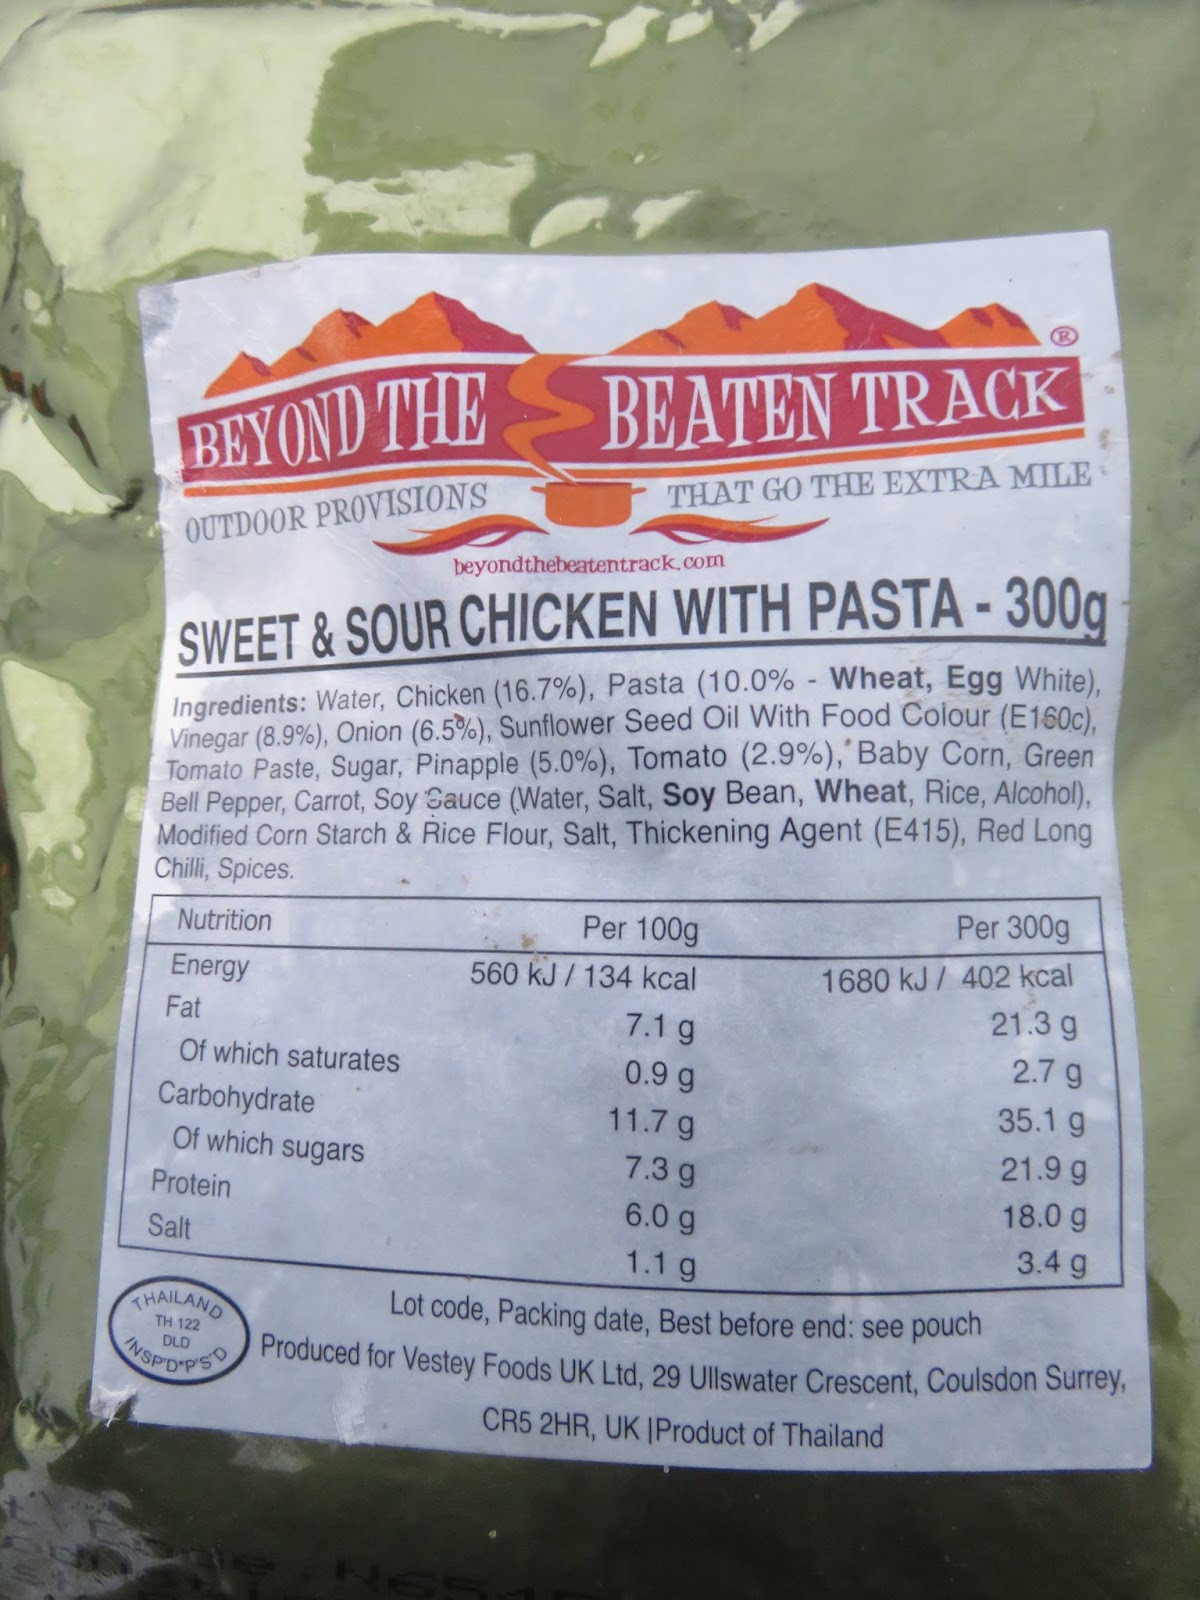 ®
BEYOND THE BEATEN TRACK
OUTDOOR PROVISIONS THAT GO THE EXTRA MILE
beyondthebeatentrack.com
SWEET & SOUR CHICKEN WITH PASTA - 300g
Ingredients: Water, Chicken (16.7%), Pasta (10.0% - Wheat, Egg White),
Vinegar (8.9%), Onion (6.5%), Sunflower Seed Oil With Food Colour (E160c),
Tomato Paste, Sugar, Pinapple (5.0%), Tomato (2.9%), Baby Corn, Green
Bell Pepper, Carrot, Soy Sauce (Water, Salt, Soy Bean, Wheat, Rice, Alcohol),
Modified Corn Starch & Rice Flour, Salt, Thickening Agent (E415), Red Long
Chilli, Spices.
Nutrition Per 100g Per 300g
Energy 560 kJ / 134 kcal 1680 kJ / 402 kcal
Fat 7.1 g 21.3 g
Of which saturates 0.9 g 2.7 g
Carbohydrate 11.7 g 35.1 g
Of which sugars 7.3 g 21.9 g
Protein 6.0 g 18.0 g
Salt 1.1 g 3.4 g
Lot code, Packing date, Best before end: see pouch
THAILAND
TH 122
DLD
INSP'D*P'S'D
Produced for Vestey Foods UK Ltd, 29 Ullswater Crescent, Coulsdon Surrey,
CR5 2HR, UK |Product of Thailand